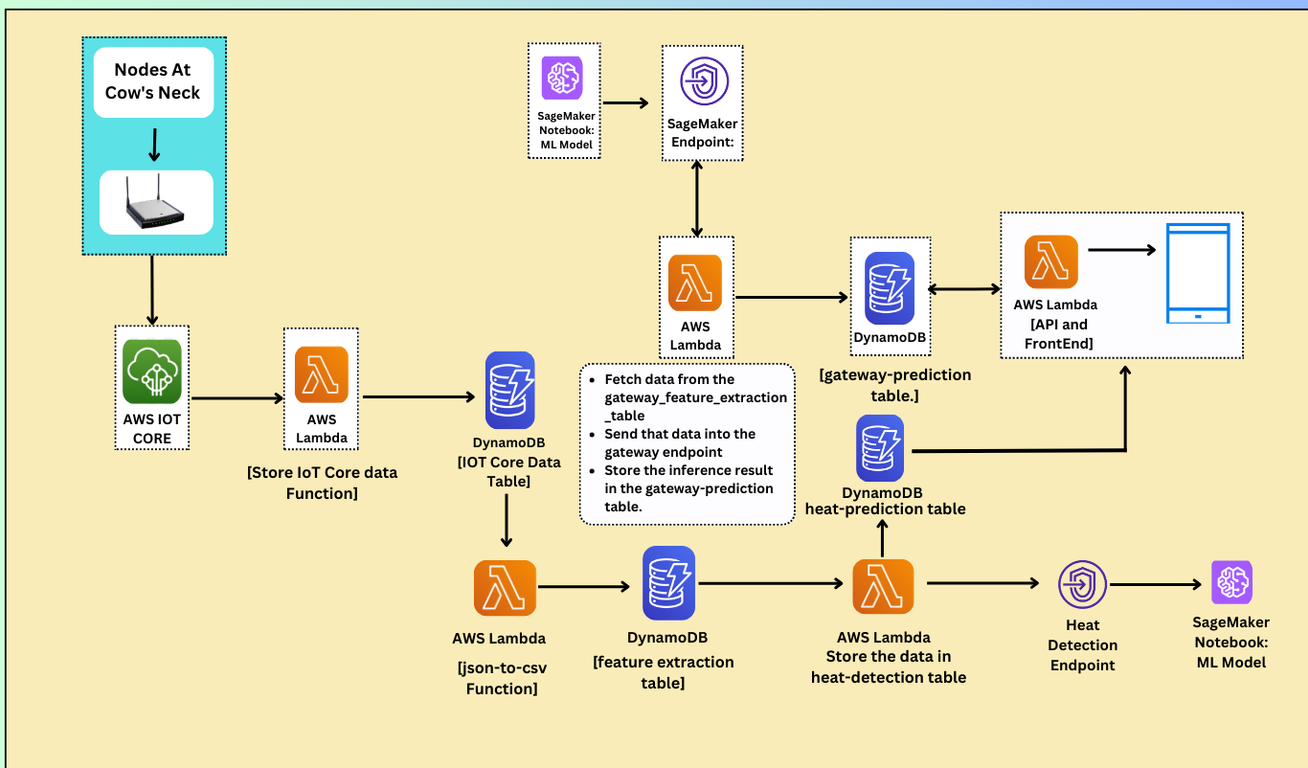 Nodes At
Cow's Neck
SageMaker
Notebook:
ML Model
SageMaker
Endpoint:
AWS IOT
CORE
AWS
Lambda
[Store IoT Core data
Function]
DynamoDB
[IOT Core Data
Table]
AWS
Lambda
• Fetch data from the
gateway_feature_extraction
_table
• Send that data into the
gateway endpoint
• Store the inference result
in the gateway-prediction
table.
DynamoDB
[gateway-prediction
table.]
AWS Lambda
[API and
FrontEnd]
DynamoDB
heat-prediction table
AWS Lambda
[json-to-csv
Function]
DynamoDB
[feature extraction
table]
AWS Lambda
Store the data in
heat-detection table
Heat
Detection
Endpoint
SageMaker
Notebook:
ML Model